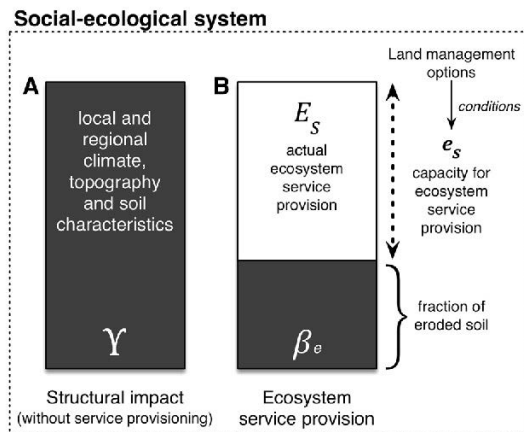 Social-ecological system
A
local and
regional
climate,
topography
and soil
characteristics
ϒ
Structural impact
(without service provisioning)
B
E_S
actual
ecosystem
service
provision
β_e
Ecosystem
service provision
Land management
options
conditions
e_s
capacity for
ecosystem
service
provision
fraction of
eroded soil